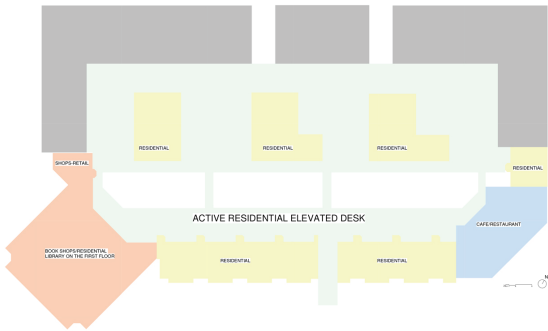 RESIDENTIAL
RESIDENTIAL
RESIDENTIAL
SHOPS-RETAIL
RESIDENTIAL
ACTIVE RESIDENTIAL ELEVATED DESK
CAFE/RESTAURANT
BOOK SHOPS/RESIDENTIAL
LIBRARY ON THE FIRST FLOOR
RESIDENTIAL
RESIDENTIAL
N